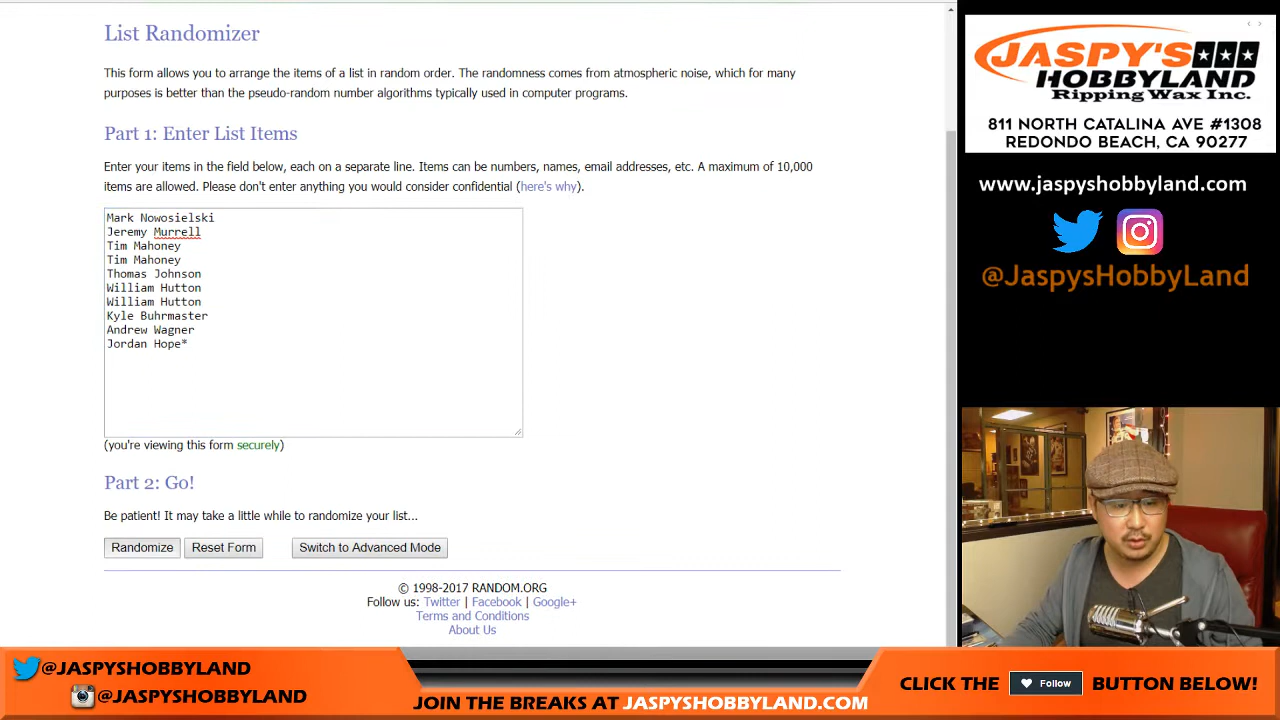 List Randomizer
This form allows you to arrange the items of a list in random order. The randomness comes from atmospheric noise, which for many
purposes is better than the pseudo-random number algorithms typically used in computer programs.
Part 1: Enter List Items
Enter your items in the field below, each on a separate line. Items can be numbers, names, email addresses, etc. A maximum of 10,000
items are allowed. Please don't enter anything you would consider confidential (here's why).
Mark Nowosielski
Jeremy Murrell
Tim Mahoney
Tim Mahoney
Thomas Johnson
William Hutton
William Hutton
Kyle Buhrmaster
Andrew Wagner
Jordan Hope*
(you're viewing this form securely)
Part 2: Go!
Be patient! It may take a little while to randomize your list...
Randomize Reset Form Switch to Advanced Mode
© 1998-2017 RANDOM.ORG
Follow us: Twitter | Facebook | Google+
Terms and Conditions
About Us
JASPY'S
HOBBYLAND
Ripping Wax Inc.
811 NORTH CATALINA AVE #1308
REDONDO BEACH, CA 90277
www.jaspyshobbyland.com
@JaspysHobbyLand
@JASPYSHOBBYLAND
@JASPYSHOBBYLAND
JOIN THE BREAKS AT JASPYSHOBBYLAND.COM
CLICK THE Follow BUTTON BELOW!